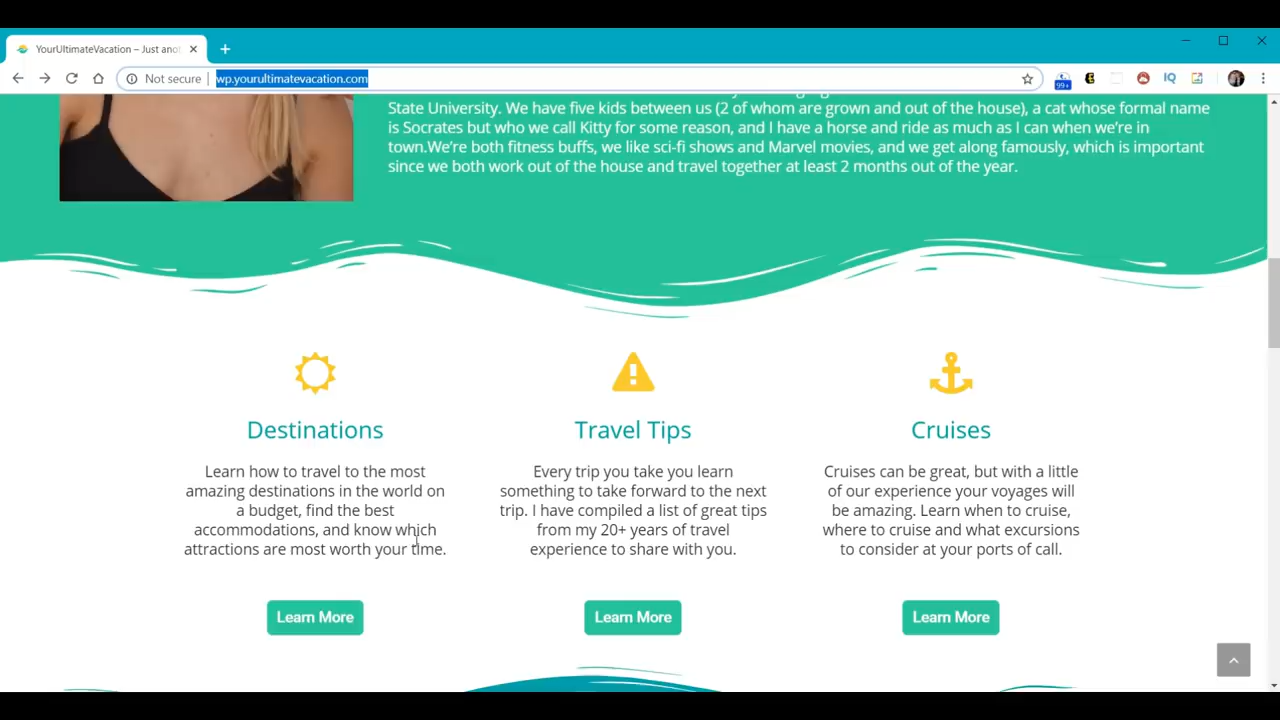 YourUltimateVacation – Just ano
Not secure
wp.yourultimatevacation.com
99+
IQ
State University. We have five kids between us (2 of whom are grown and out of the house), a cat whose formal name
is Socrates but who we call Kitty for some reason, and I have a horse and ride as much as I can when we're in
town.We're both fitness buffs, we like sci-fi shows and Marvel movies, and we get along famously, which is important
since we both work out of the house and travel together at least 2 months out of the year.
Destinations
Learn how to travel to the most
amazing destinations in the world on
a budget, find the best
accommodations, and know which
attractions are most worth your time.
Learn More
Travel Tips
Every trip you take you learn
something to take forward to the next
trip. I have compiled a list of great tips
from my 20+ years of travel
experience to share with you.
Learn More
Cruises
Cruises can be great, but with a little
of our experience your voyages will
be amazing. Learn when to cruise,
where to cruise and what excursions
to consider at your ports of call.
Learn More